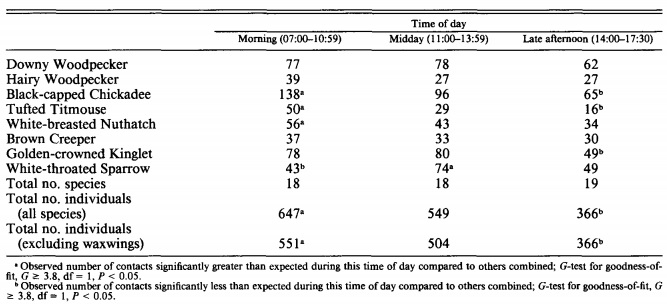 Time of day
Morning (07:00–10:59) Midday (11:00–13:59) Late afternoon (14:00–17:30)
Downy Woodpecker 77 78 62
Hairy Woodpecker 39 27 27
Black-capped Chickadee 138ᵃ 96 65ᵇ
Tufted Titmouse 50ᵃ 29 16ᵇ
White-breasted Nuthatch 56ᵃ 43 34
Brown Creeper 37 33 30
Golden-crowned Kinglet 78 80 49ᵇ
White-throated Sparrow 43ᵇ 74ᵃ 49
Total no. species 18 18 19
Total no. individuals
(all species) 647ᵃ 549 366ᵇ
Total no. individuals
(excluding waxwings) 551ᵃ 504 366ᵇ
ᵃ Observed number of contacts significantly greater than expected during this time of day compared to others combined; G-test for goodness-of-
fit, G ≥ 3.8, df = 1, P < 0.05.
ᵇ Observed number of contacts significantly less than expected during this time of day; G-test for goodness-of-fit, G
≥ 3.8, df = 1, P < 0.05.